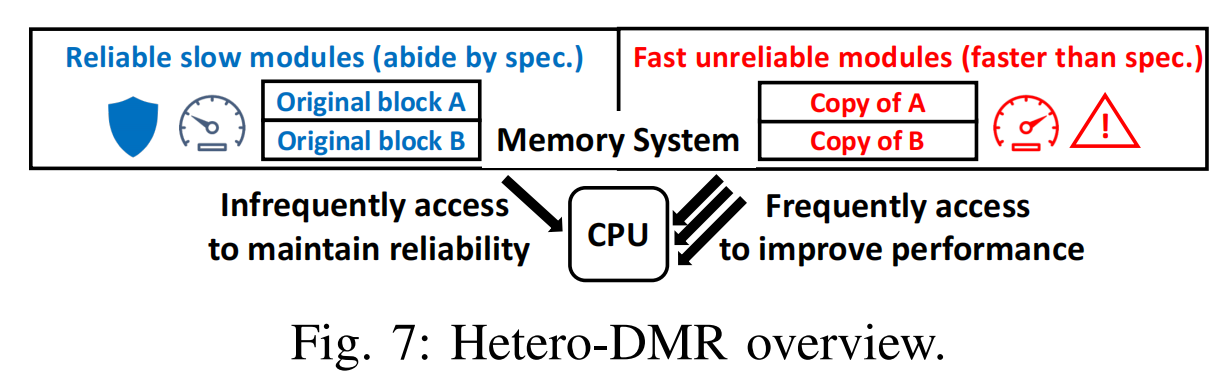 Reliable slow modules (abide by spec.)
Original block A
Original block B
Fast unreliable modules (faster than spec.)
Copy of A
Copy of B
!
Memory System
Infrequently access
to maintain reliability
CPU
Frequently access
to improve performance
Fig. 7: Hetero-DMR overview.